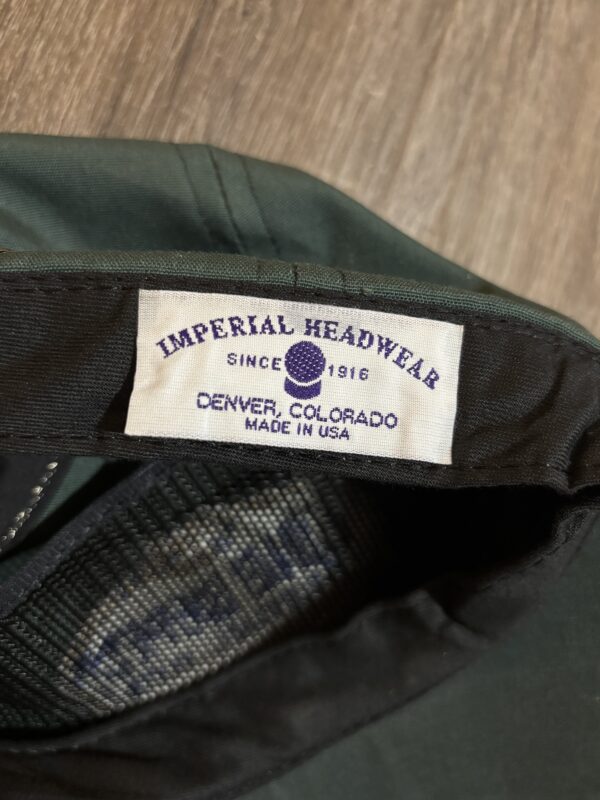 IMPERIAL HEADWEAR
SINCE 1916
DENVER, COLORADO
MADE IN USA